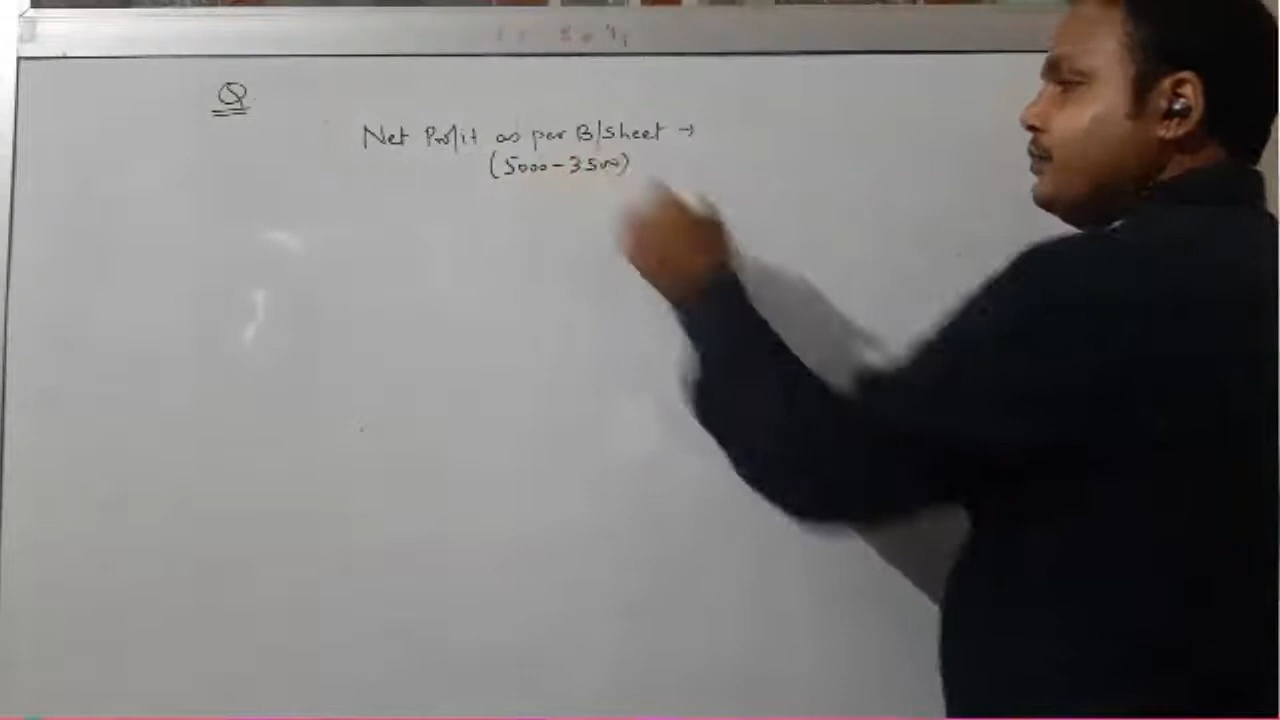 Q
Net Profit as per B/Sheet →
(5000-3500)